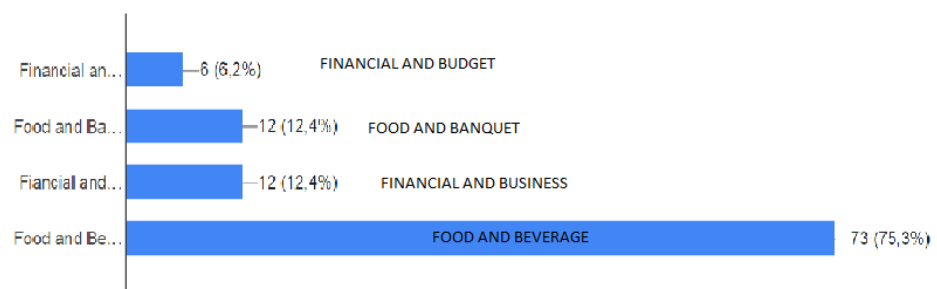 Financial an... 6 (6,2%) FINANCIAL AND BUDGET
Food and Ba... 12 (12,4%) FOOD AND BANQUET
Fiancial and... 12 (12,4%) FINANCIAL AND BUSINESS
Food and Be... FOOD AND BEVERAGE 73 (75,3%)